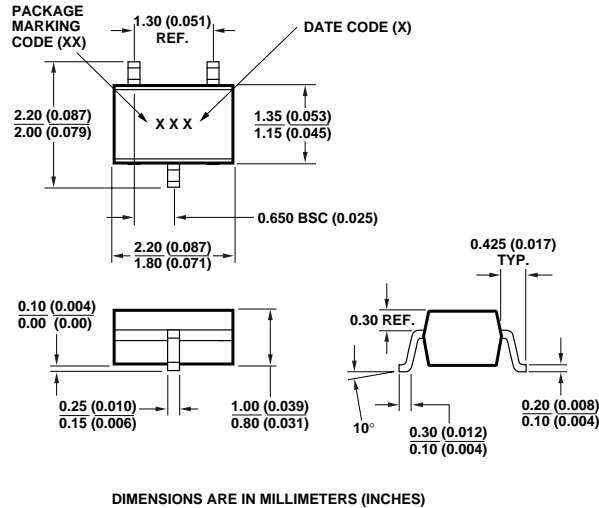 PACKAGE
MARKING
CODE (XX)
1.30 (0.051)
REF.
DATE CODE (X)
2.20 (0.087)
2.00 (0.079)
X X X
1.35 (0.053)
1.15 (0.045)
0.650 BSC (0.025)
2.20 (0.087)
1.80 (0.071)
0.425 (0.017)
TYP.
0.10 (0.004)
0.00 (0.00)
0.30 REF.
0.25 (0.010)
0.15 (0.006)
1.00 (0.039)
0.80 (0.031)
10°
0.30 (0.012)
0.10 (0.004)
0.20 (0.008)
0.10 (0.004)
DIMENSIONS ARE IN MILLIMETERS (INCHES)